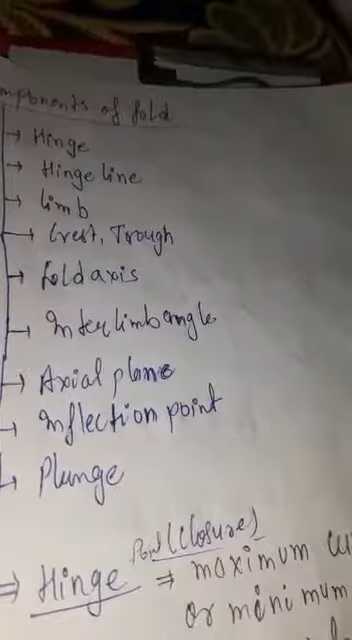 mponents of fold
→ Hinge
→ Hinge line
→ limb
→ Crest, Trough
→ fold axis
→ Interlimb angle
→ Axial plane
→ Inflection point
→ Plunge
Point (Closure)
⇒ Hinge ⇒ maximum cu
or minimum